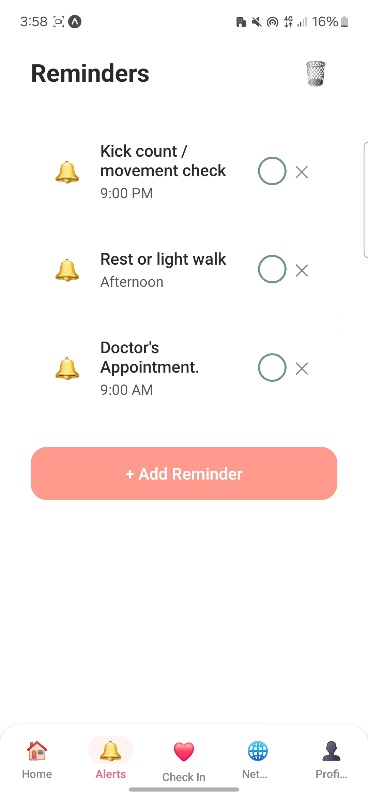 3:58 16%
Reminders
Kick count /
movement check
9:00 PM
Rest or light walk
Afternoon
Doctor's
Appointment.
9:00 AM
+ Add Reminder
Home Alerts Check In Net... Profi...